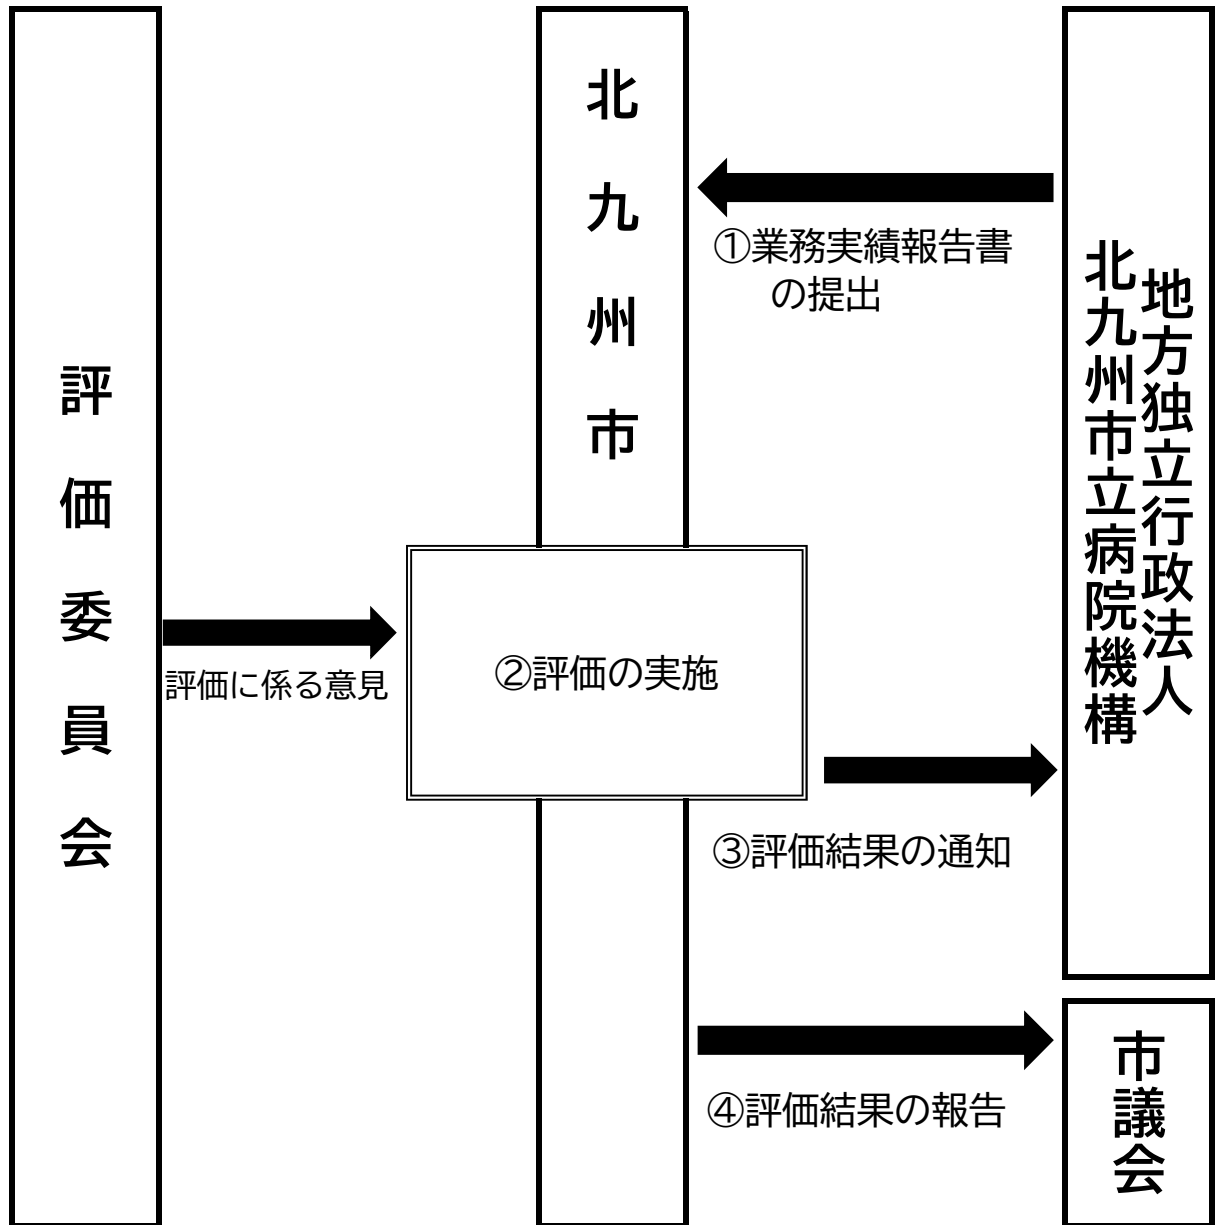 評価委員会
評価に係る意見
北九州市
②評価の実施
①業務実績報告書
の提出
③評価結果の通知
④評価結果の報告
地方独立行政法人
北九州市立病院機構
市議会